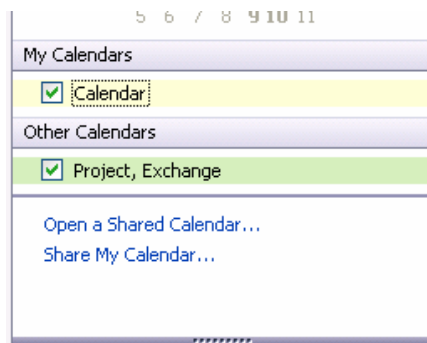 5 6 7 8 9 10 11
My Calendars
Calendar
Other Calendars
Project, Exchange
Open a Shared Calendar...
Share My Calendar...